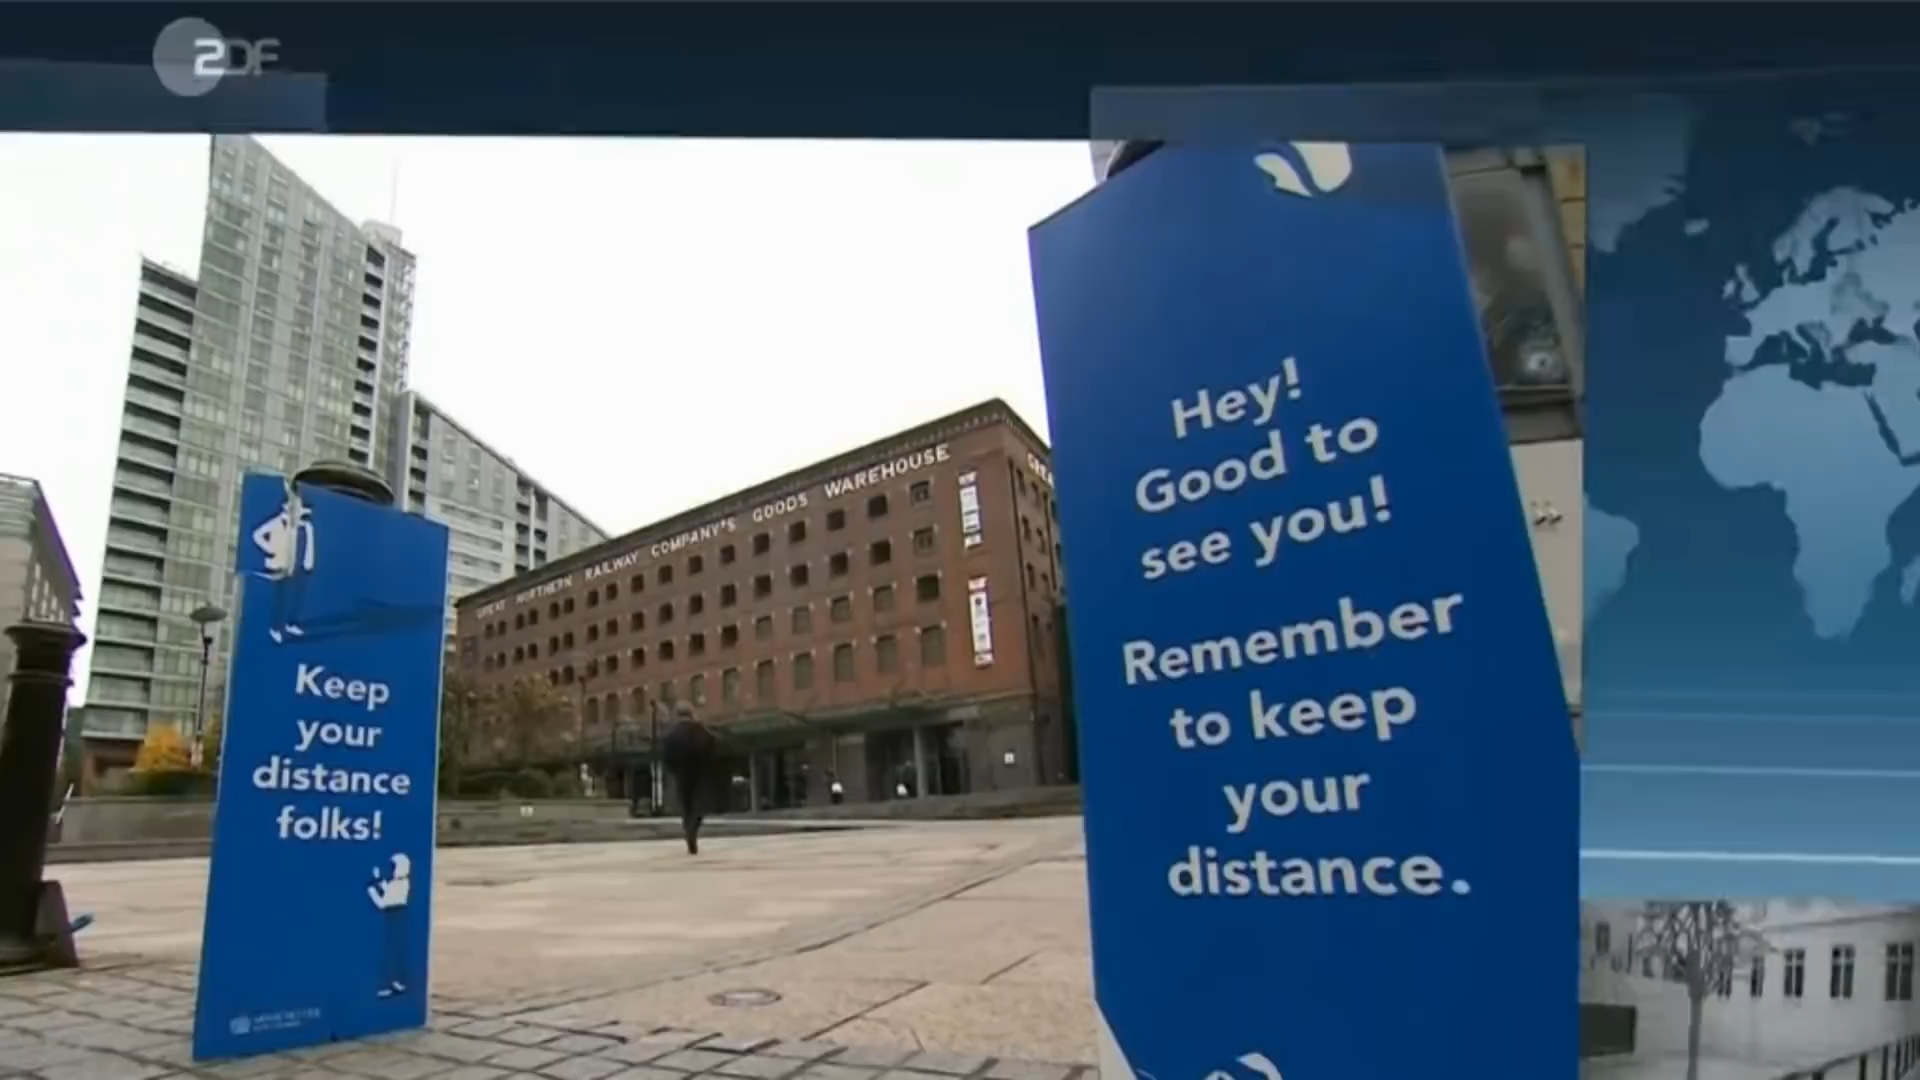 ZDF
GREAT NORTHERN RAILWAY COMPANY'S GOODS WAREHOUSE
Keep
your
distance
folks!
Hey!
Good to
see you!
Remember
to keep
your
distance.